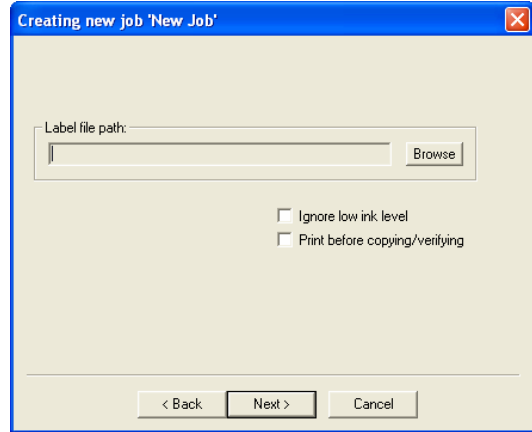 Creating new job 'New Job'
Label file path:
Browse
Ignore low ink level
Print before copying/verifying
< Back Next > Cancel